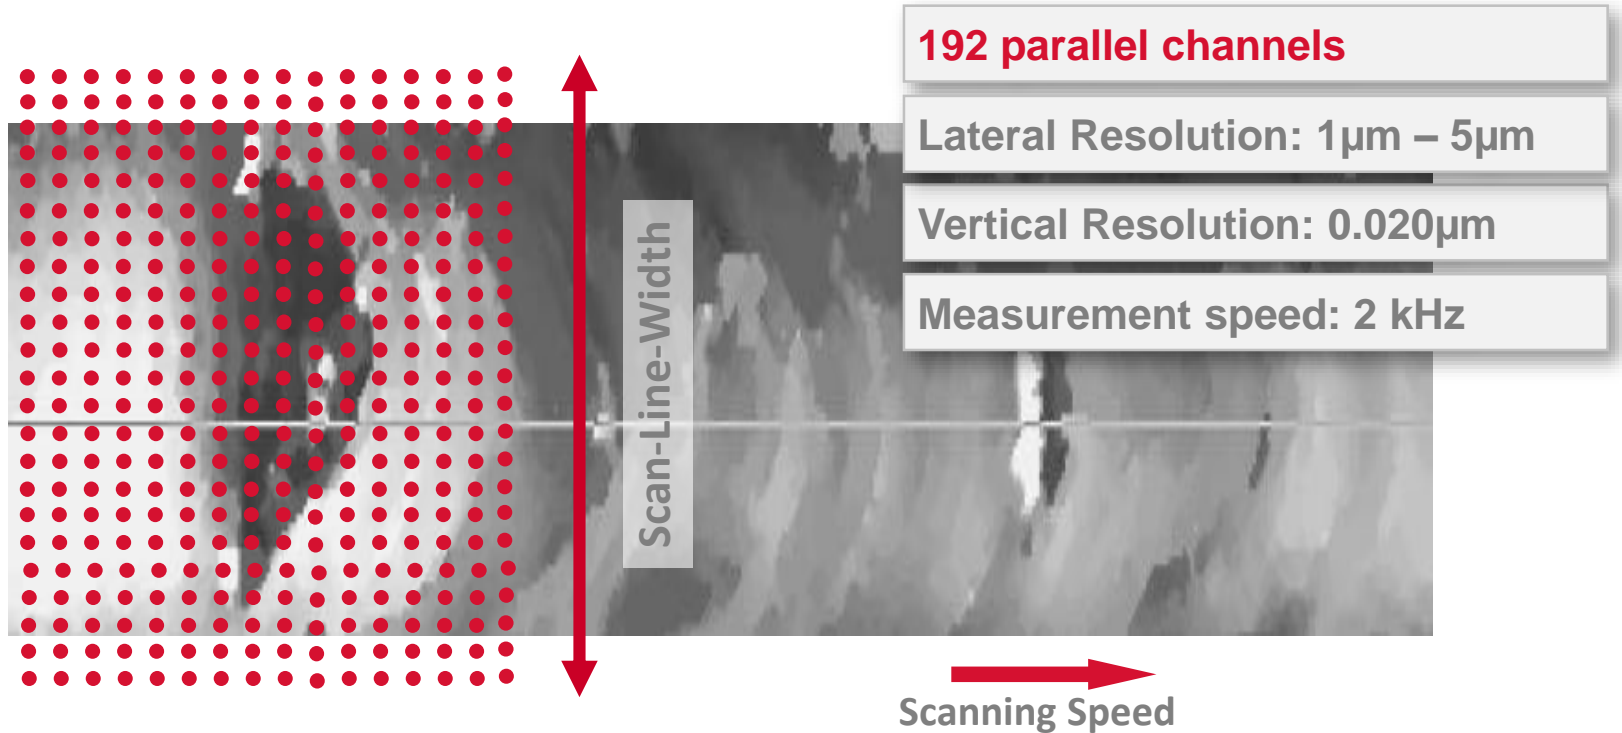 192 parallel channels
Lateral Resolution: 1µm – 5µm
Vertical Resolution: 0.020µm
Measurement speed: 2 kHz
Scan-Line-Width
Scanning Speed